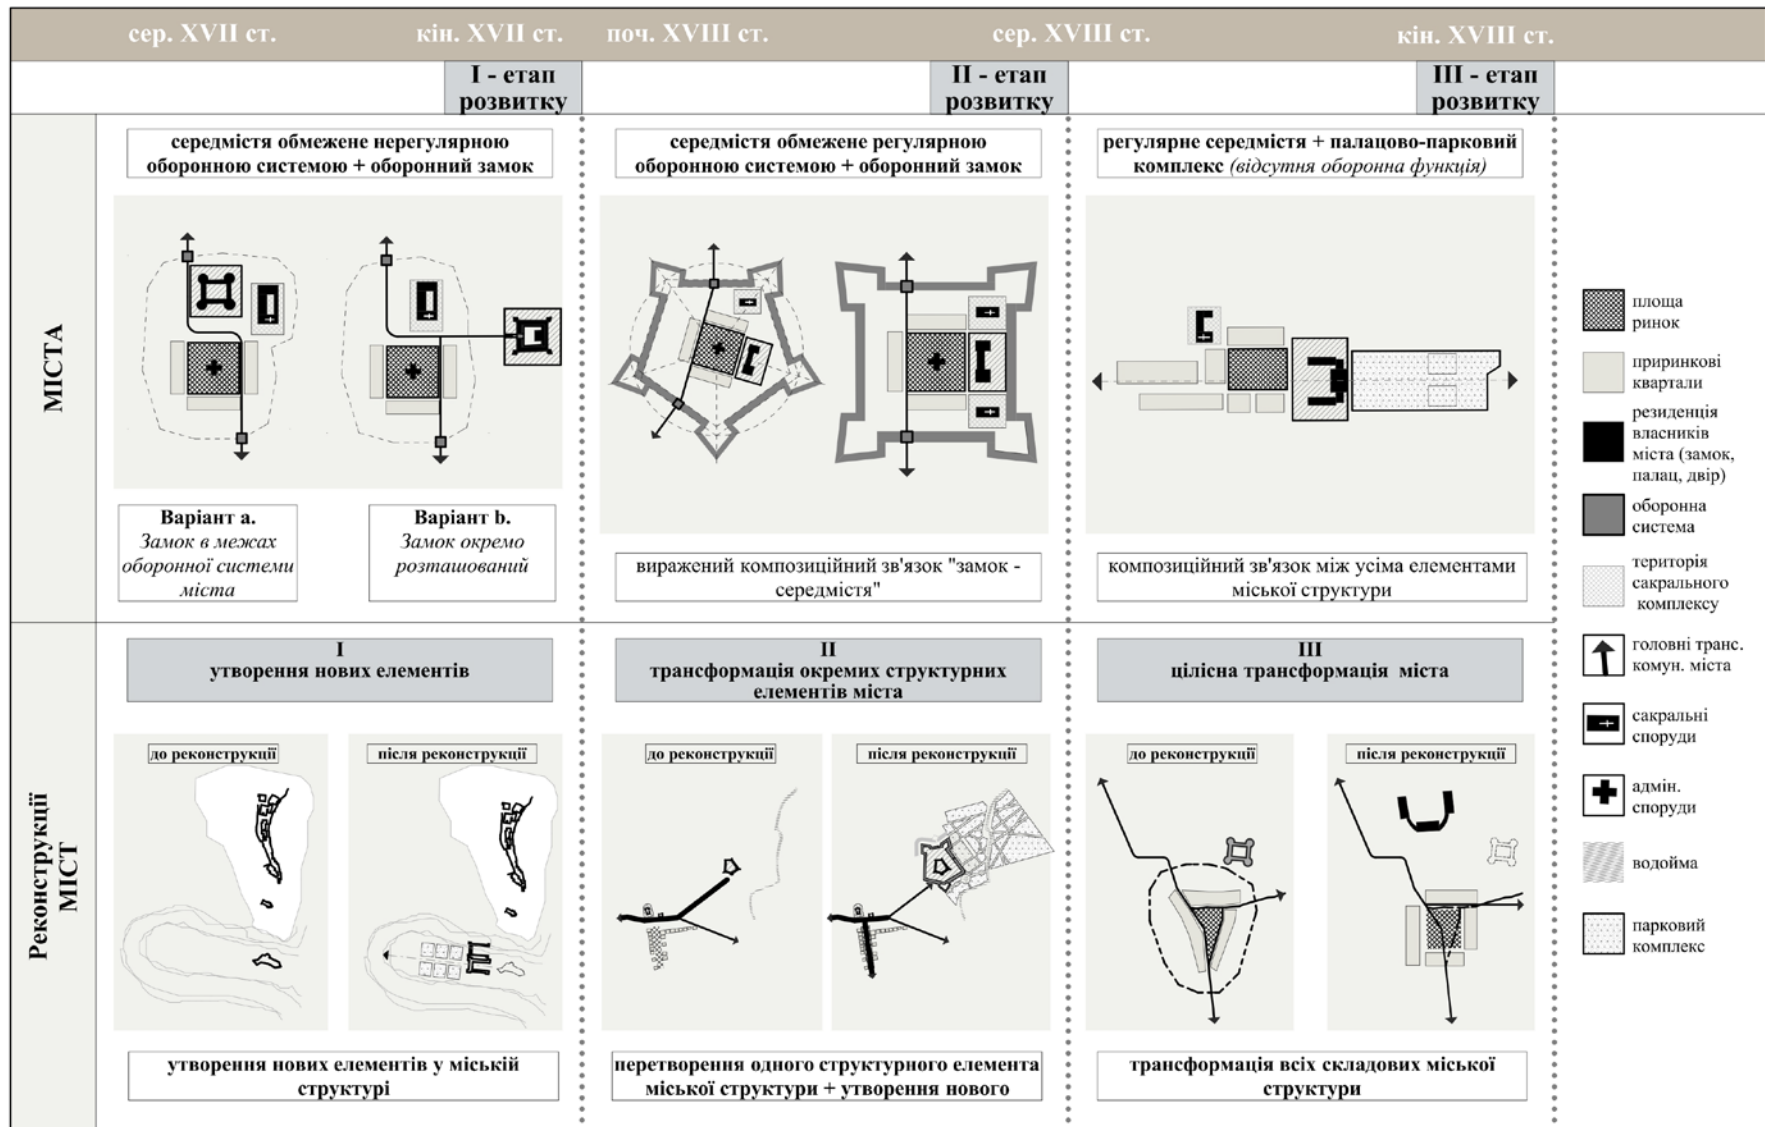 сер. XVII ст.
кін. XVII ст.
поч. XVIII ст.
сер. XVIII ст.
кін. XVIII ст.
I - етап
розвитку
II - етап
розвитку
III - етап
розвитку
МІСТА
середмістя обмежене нерегулярною
оборонною системою + оборонний замок
середмістя обмежене регулярною
оборонною системою + оборонний замок
регулярне середмістя + палацово-парковий
комплекс (відсутня оборонна функція)
Варіант a.
Замок в межах
оборонної системи
міста
Варіант b.
Замок окремо
розташований
виражений композиційний зв'язок "замок -
середмістя"
композиційний зв'язок між усіма елементами
міської структури
Реконструкції
МІСТ
I
утворення нових елементів
II
трансформація окремих структурних
елементів міста
III
цілісна трансформація міста
до реконструкції
після реконструкції
до реконструкції
після реконструкції
до реконструкції
після реконструкції
утворення нових елементів у міській
структурі
перетворення одного структурного елемента
міської структури + утворення нового
трансформація всіх складових міської
структури
площа
ринок
приринкові
квартали
резиденція
власників
міста (замок,
палац, двір)
оборонна
система
територія
сакрального
комплексу
головні транс.
комун. міста
сакральні
споруди
адмін.
споруди
водойма
парковий
комплекс